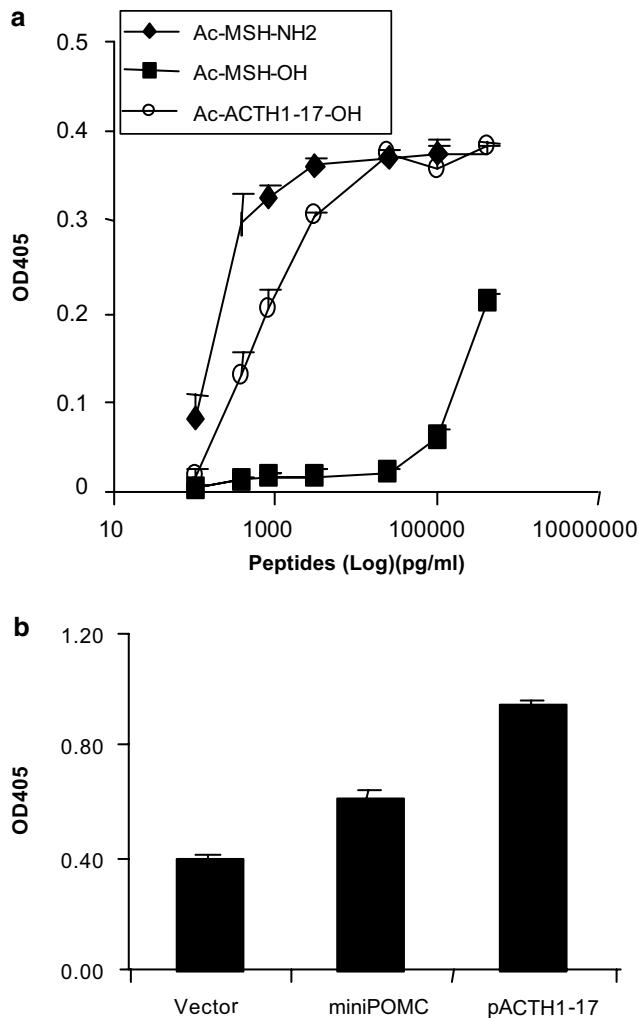 a
Ac-MSH-NH2
Ac-MSH-OH
Ac-ACTH1-17-OH
0.5
0.4
0.3
0.2
0.1
0
OD405
10
1000
100000
10000000
Peptides (Log)(pg/ml)
b
1.20
0.80
0.40
0.00
OD405
Vector
miniPOMC
pACTH1-17